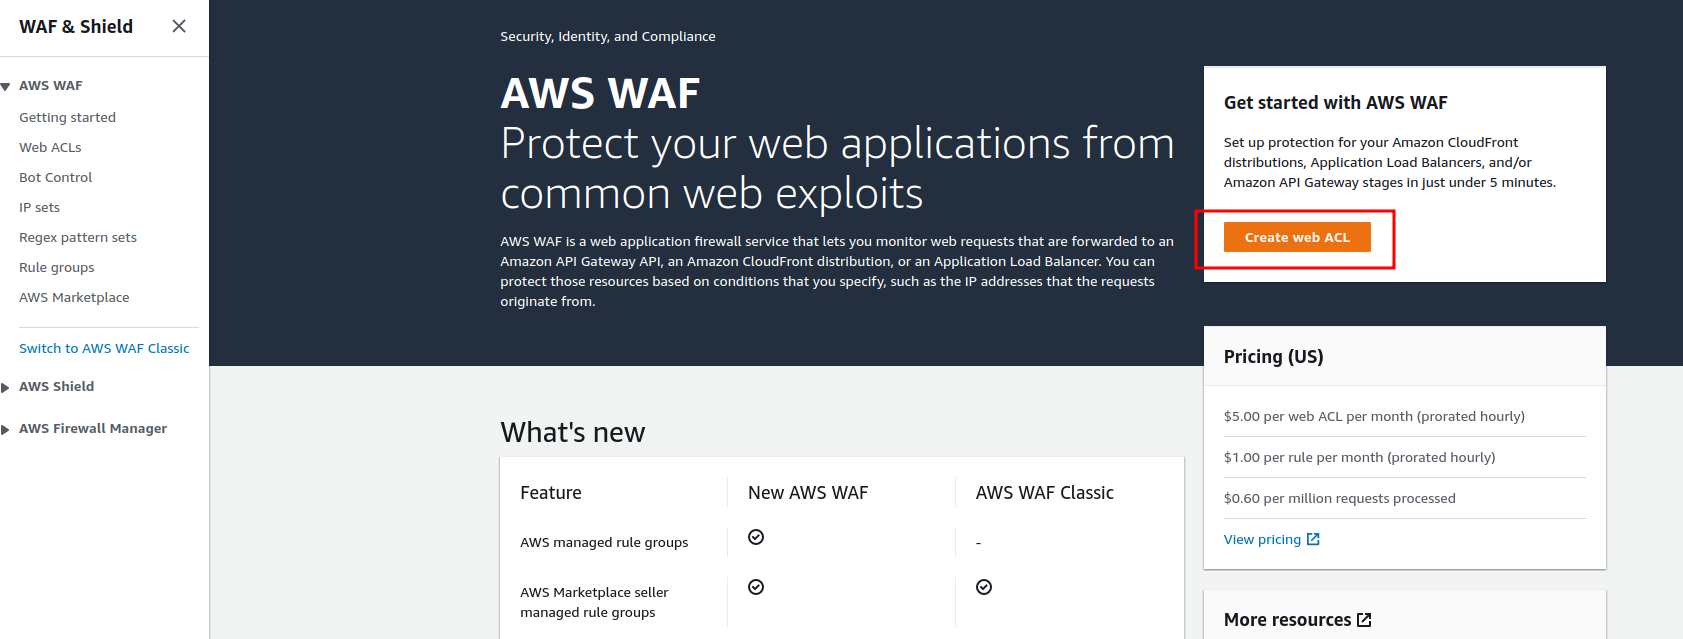 WAF & Shield
AWS WAF
Getting started
Web ACLs
Bot Control
IP sets
Regex pattern sets
Rule groups
AWS Marketplace
Switch to AWS WAF Classic
AWS Shield
AWS Firewall Manager
Security, Identity, and Compliance
AWS WAF
Protect your web applications from
common web exploits
AWS WAF is a web application firewall service that lets you monitor web requests that are forwarded to an
Amazon API Gateway API, an Amazon CloudFront distribution, or an Application Load Balancer. You can
protect those resources based on conditions that you specify, such as the IP addresses that the requests
originate from.
Get started with AWS WAF
Set up protection for your Amazon CloudFront
distributions, Application Load Balancers, and/or
Amazon API Gateway stages in just under 5 minutes.
Create web ACL
Pricing (US)
$5.00 per web ACL per month (prorated hourly)
$1.00 per rule per month (prorated hourly)
$0.60 per million requests processed
View pricing
More resources
What's new
Feature New AWS WAF AWS WAF Classic
AWS managed rule groups -
AWS Marketplace seller
managed rule groups